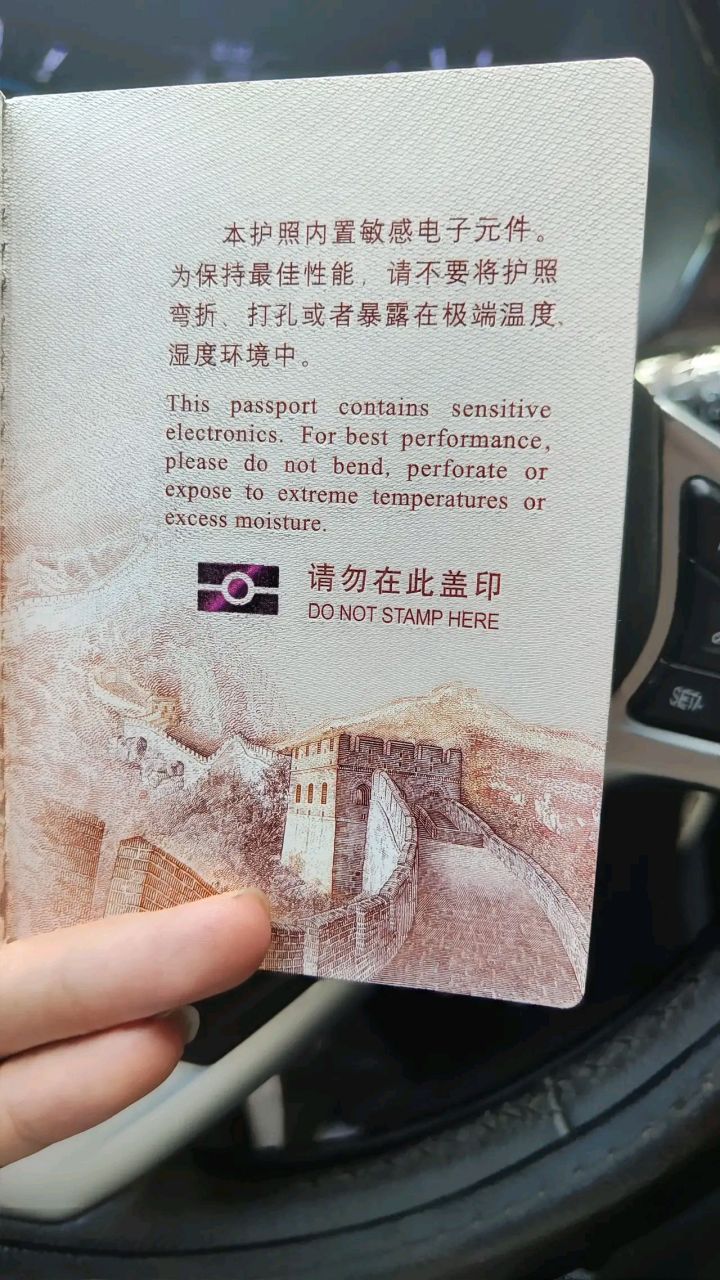 本护照内置敏感电子元件。
为保持最佳性能，请不要将护照
弯折、打孔或者暴露在极端温度、
湿度环境中。
This passport contains sensitive
electronics. For best performance,
please do not bend, perforate or
expose to extreme temperatures or
excess moisture.
请勿在此盖印
DO NOT STAMP HERE